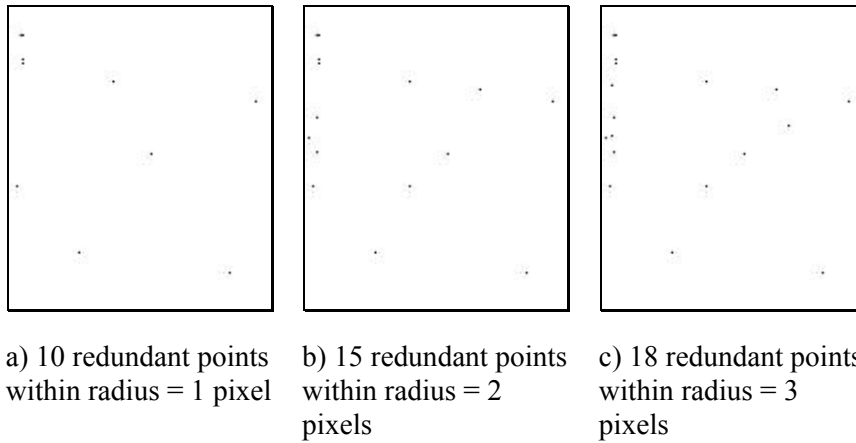 a) 10 redundant points
within radius = 1 pixel
b) 15 redundant points
within radius = 2
pixels
c) 18 redundant points
within radius = 3
pixels